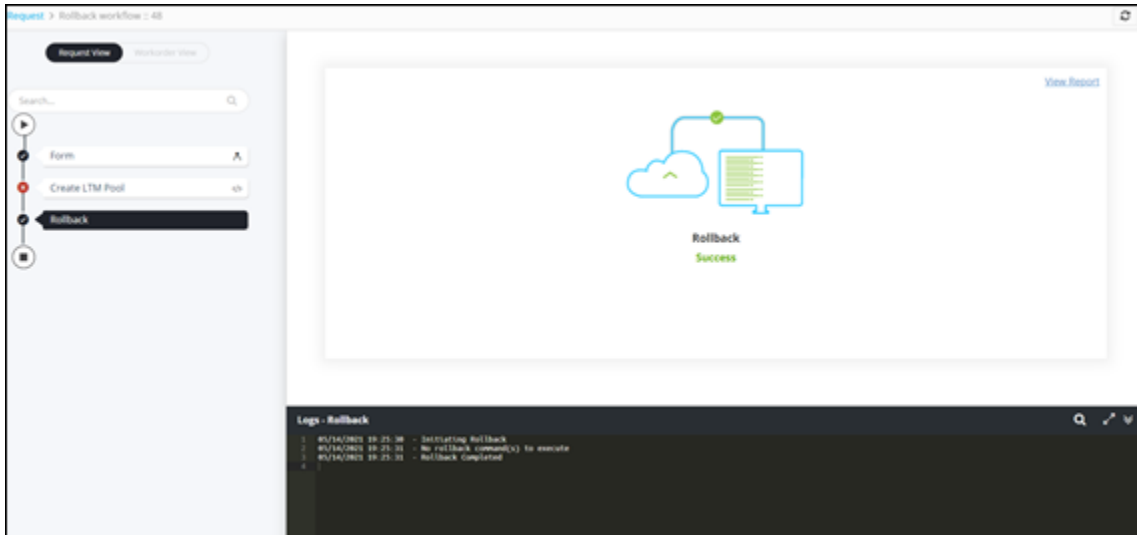 Request > Rollback workflow :: 48
Request View Workorder View
Search...
Form
Create LTM Pool
Rollback
View Report
Rollback
Success
Logs - Rollback
1 05/14/2021 19:25:30 - Initiating Rollback
2 05/14/2021 19:25:31 - No rollback command(s) to execute
3 05/14/2021 19:25:31 - Rollback Completed
4